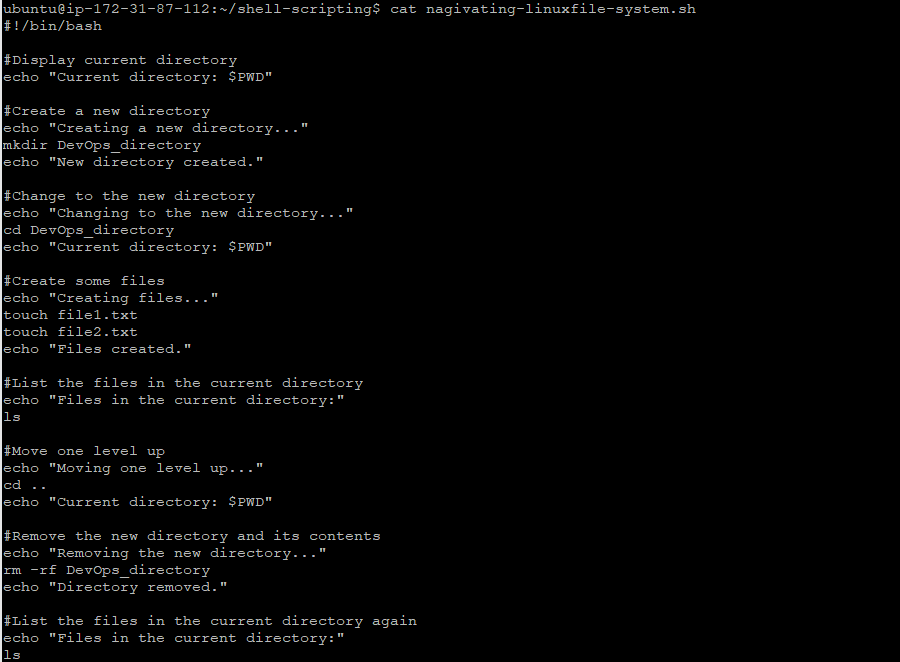 ubuntu@ip-172-31-87-112:~/shell-scripting$ cat nagivating-linuxfile-system.sh
#!/bin/bash

#Display current directory
echo "Current directory: $PWD"

#Create a new directory
echo "Creating a new directory..."
mkdir DevOps_directory
echo "New directory created."

#Change to the new directory
echo "Changing to the new directory..."
cd DevOps_directory
echo "Current directory: $PWD"

#Create some files
echo "Creating files..."
touch file1.txt
touch file2.txt
echo "Files created."

#List the files in the current directory
echo "Files in the current directory:"
ls

#Move one level up
echo "Moving one level up..."
cd ..
echo "Current directory: $PWD"

#Remove the new directory and its contents
echo "Removing the new directory..."
rm -rf DevOps_directory
echo "Directory removed."

#List the files in the current directory again
echo "Files in the current directory:"
ls